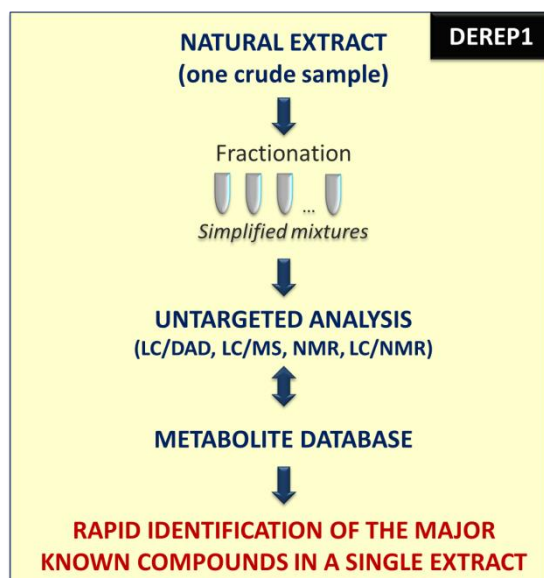 DEREP1
NATURAL EXTRACT
(one crude sample)
Fractionation
...
Simplified mixtures
UNTARGETED ANALYSIS
(LC/DAD, LC/MS, NMR, LC/NMR)
METABOLITE DATABASE
RAPID IDENTIFICATION OF THE MAJOR
KNOWN COMPOUNDS IN A SINGLE EXTRACT